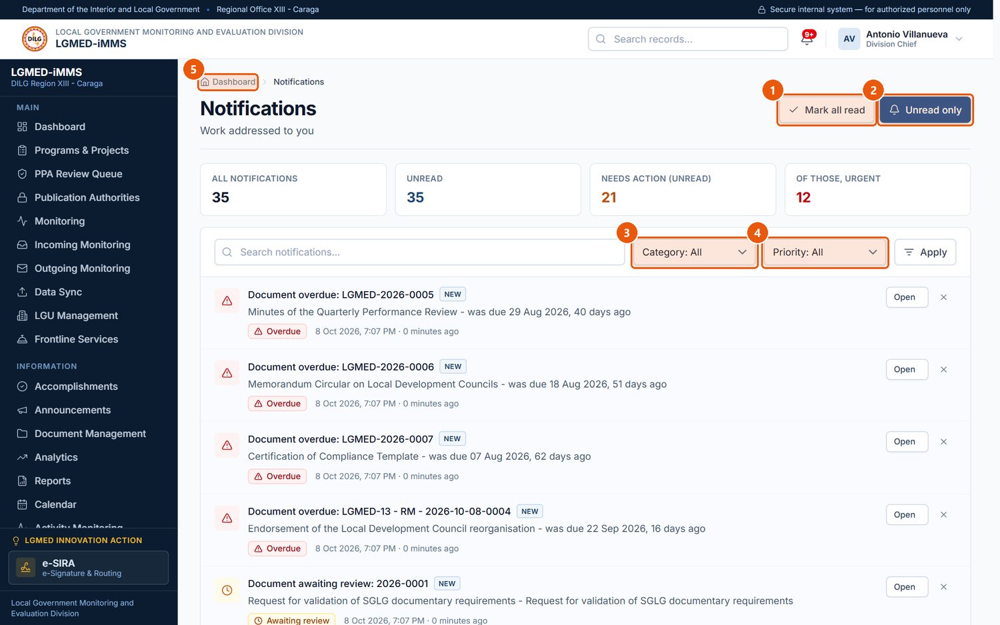 Department of the Interior and Local Government • Regional Office XIII - Caraga
Secure internal system — for authorized personnel only
DILG
LOCAL GOVERNMENT MONITORING AND EVALUATION DIVISION
LGMED-iMMS
Search records...
9+
AV
Antonio Villanueva
Division Chief
LGMED-iMMS
DILG Region XIII - Caraga
MAIN
Dashboard
Programs & Projects
PPA Review Queue
Publication Authorities
Monitoring
Incoming Monitoring
Outgoing Monitoring
Data Sync
LGU Management
Frontline Services
INFORMATION
Accomplishments
Announcements
Document Management
Analytics
Reports
Calendar
Activity Monitoring
LGMED INNOVATION ACTION
e-SIRA
e-Signature & Routing
Local Government Monitoring and
Evaluation Division
5
Dashboard > Notifications
Notifications
Work addressed to you
1
Mark all read
2
Unread only
ALL NOTIFICATIONS
35
UNREAD
35
NEEDS ACTION (UNREAD)
21
OF THOSE, URGENT
12
Search notifications...
3
Category: All
4
Priority: All
Apply
Document overdue: LGMED-2026-0005 NEW
Minutes of the Quarterly Performance Review - was due 29 Aug 2026, 40 days ago
Overdue 8 Oct 2026, 7:07 PM · 0 minutes ago
Open
Document overdue: LGMED-2026-0006 NEW
Memorandum Circular on Local Development Councils - was due 18 Aug 2026, 51 days ago
Overdue 8 Oct 2026, 7:07 PM · 0 minutes ago
Open
Document overdue: LGMED-2026-0007 NEW
Certification of Compliance Template - was due 07 Aug 2026, 62 days ago
Overdue 8 Oct 2026, 7:07 PM · 0 minutes ago
Open
Document overdue: LGMED-13 - RM - 2026-10-08-0004 NEW
Endorsement of the Local Development Council reorganisation - was due 22 Sep 2026, 16 days ago
Overdue 8 Oct 2026, 7:07 PM · 0 minutes ago
Open
Document awaiting review: 2026-0001 NEW
Request for validation of SGLG documentary requirements - Request for validation of SGLG documentary requirements
Awaiting review 8 Oct 2026, 7:07 PM · 0 minutes ago
Open